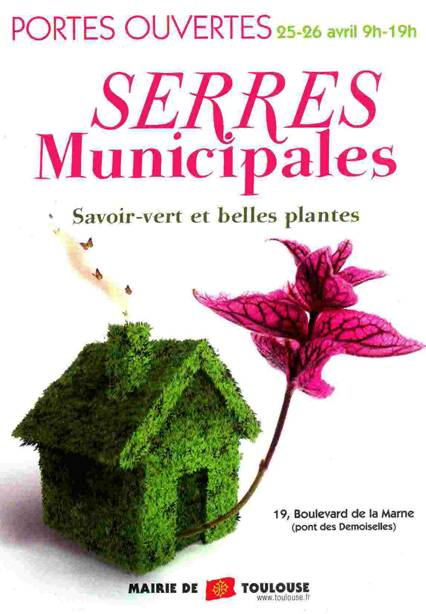 PORTES OUVERTES 25-26 avril 9h-19h
SERRES
Municipales
Savoir-vert et belles plantes
19, Boulevard de la Marne
(pont des Demoiselles)
MAIRIE DE TOULOUSE
www.toulouse.fr